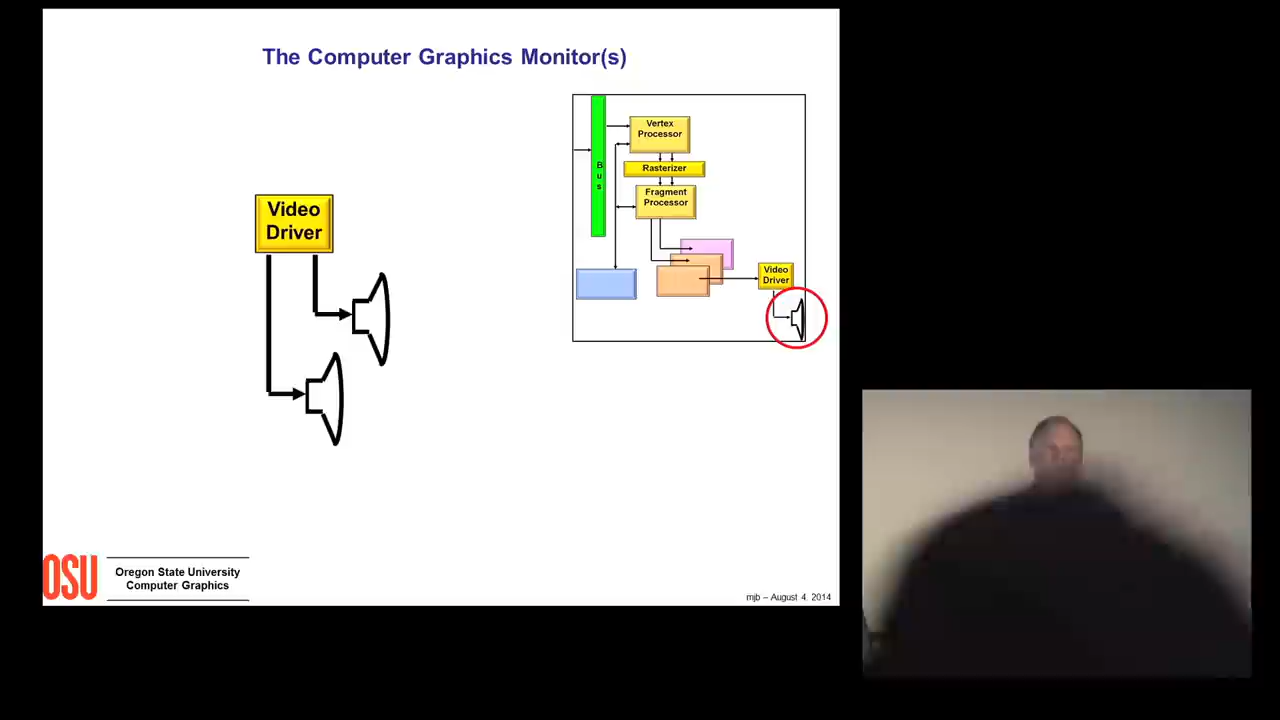 The Computer Graphics Monitor(s)
Video
Driver
B
u
s
Vertex
Processor
Rasterizer
Fragment
Processor
Video
Driver
OSU
Oregon State University
Computer Graphics
mjb – August 4, 2014